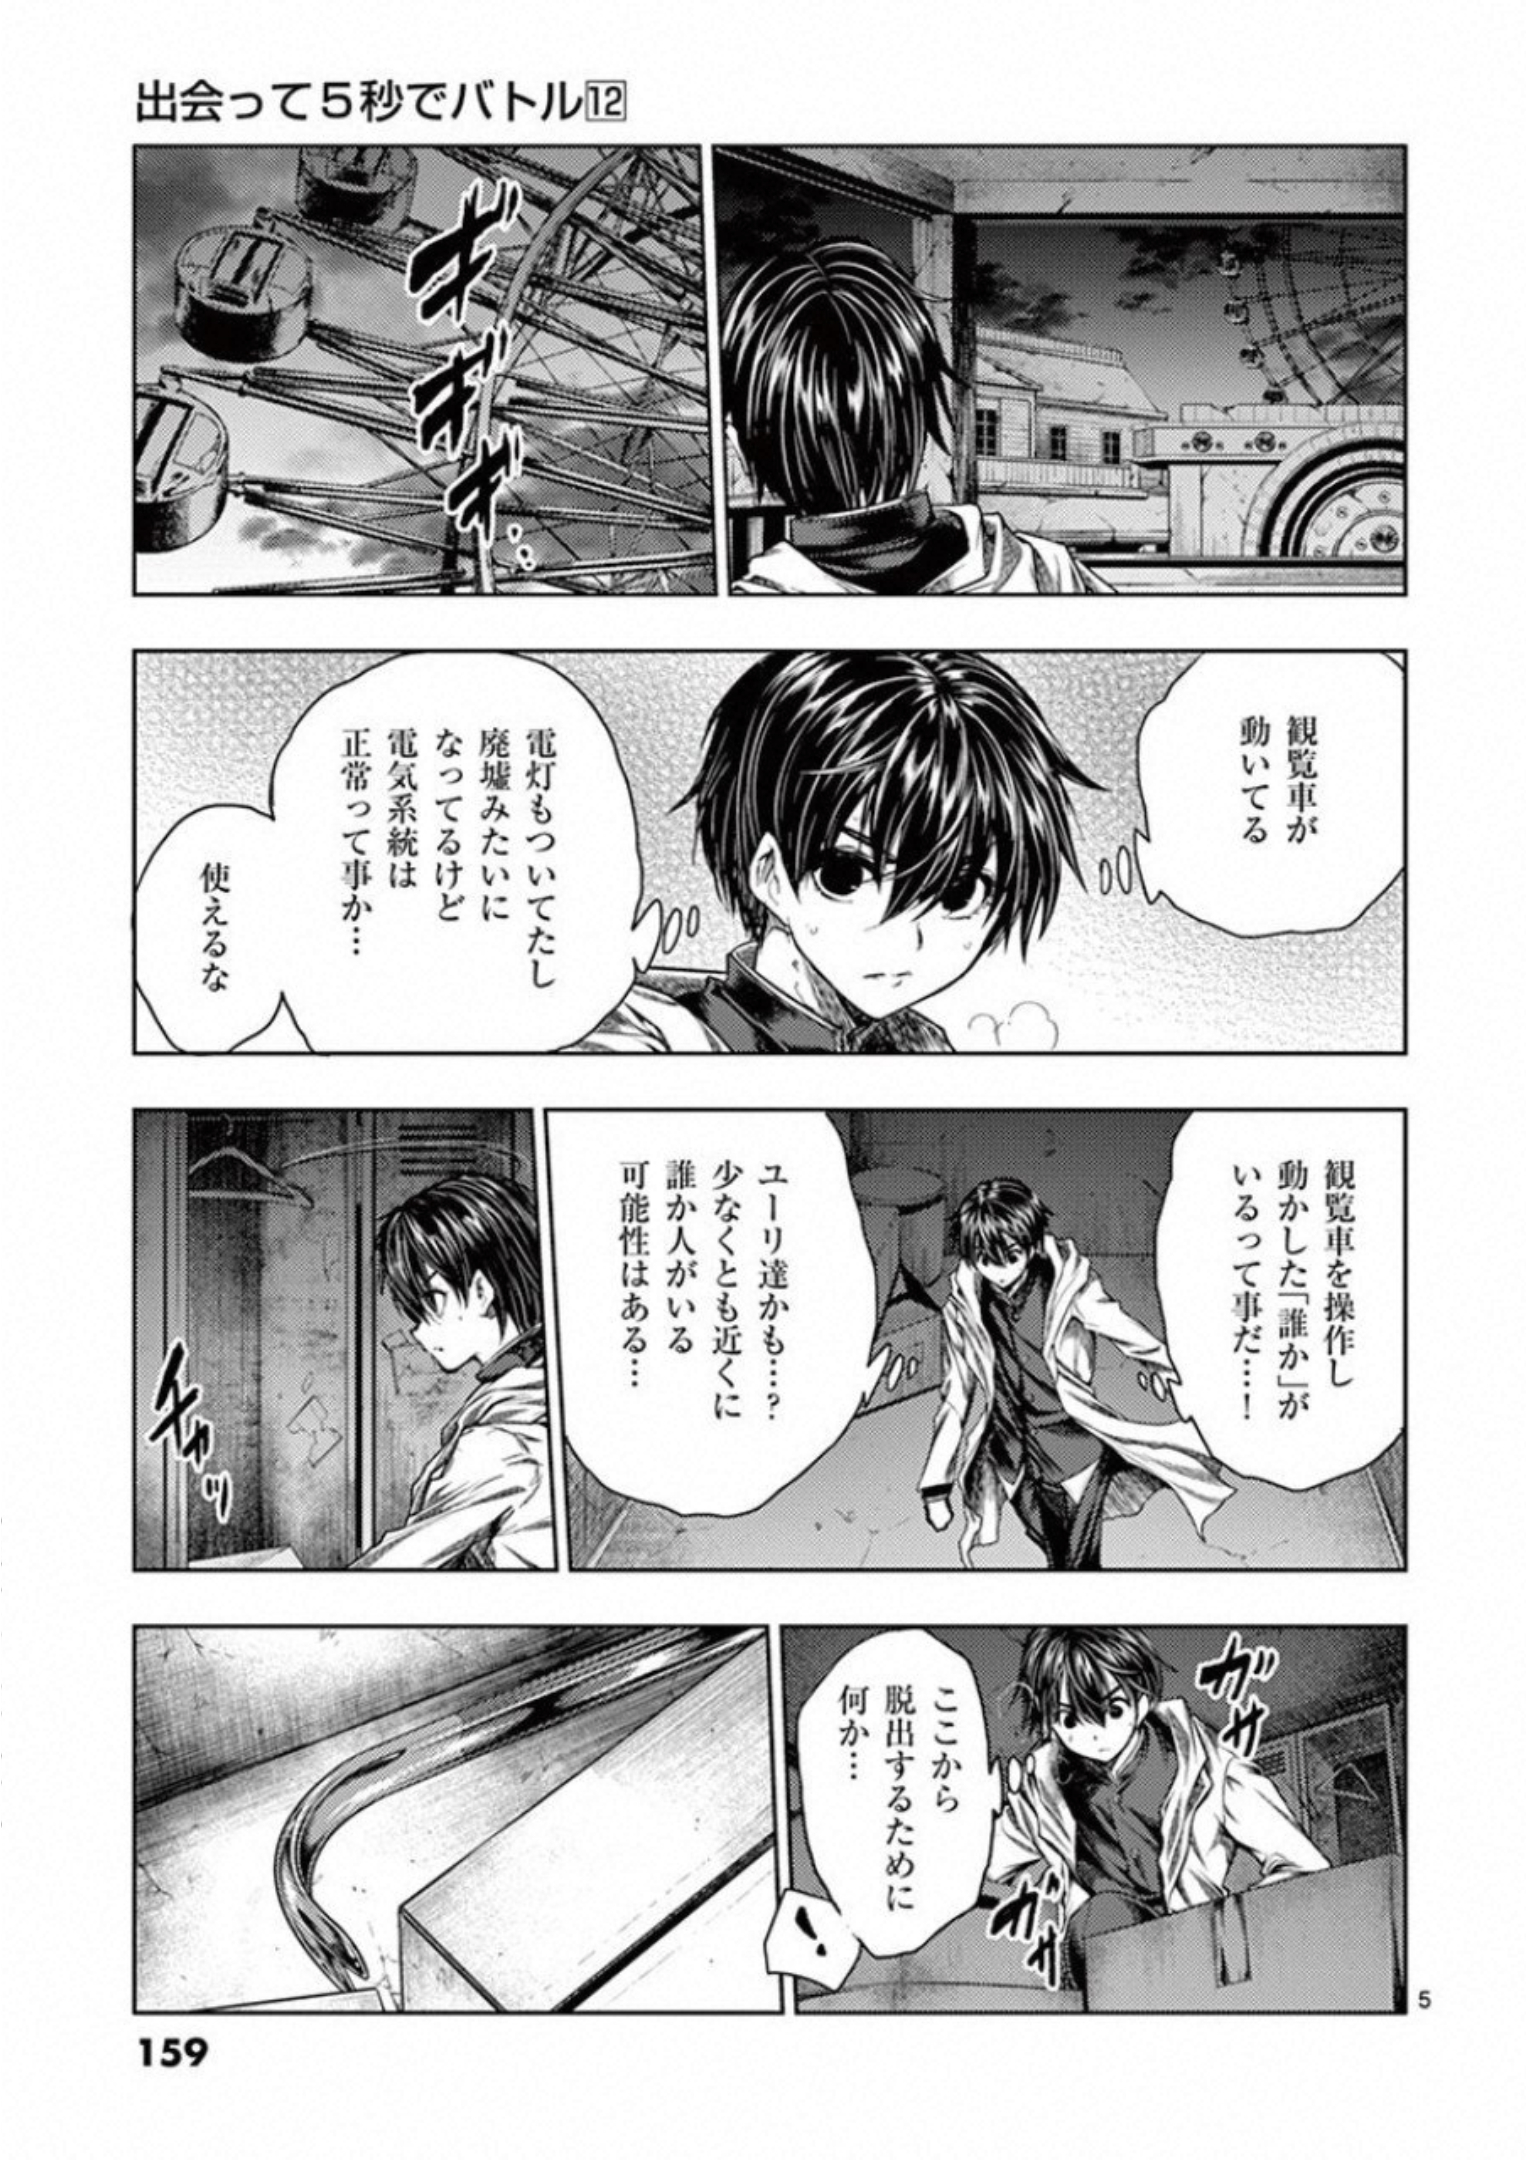 出会って5秒でバトル12
ギ
ギ
ギ…
観覧車が
動いてる
電灯もついてたし
廃墟みたいに
なってるけど
電気系統は
正常って事か…
使えるな
観覧車を操作し
動かした「誰か」が
いるって事だ…!
ユーリ達かも…?
少なくとも近くに
誰か人がいる
可能性はある…
チャッ
ガサ
ここから
脱出するために
何か…
ガサ
!
5
159